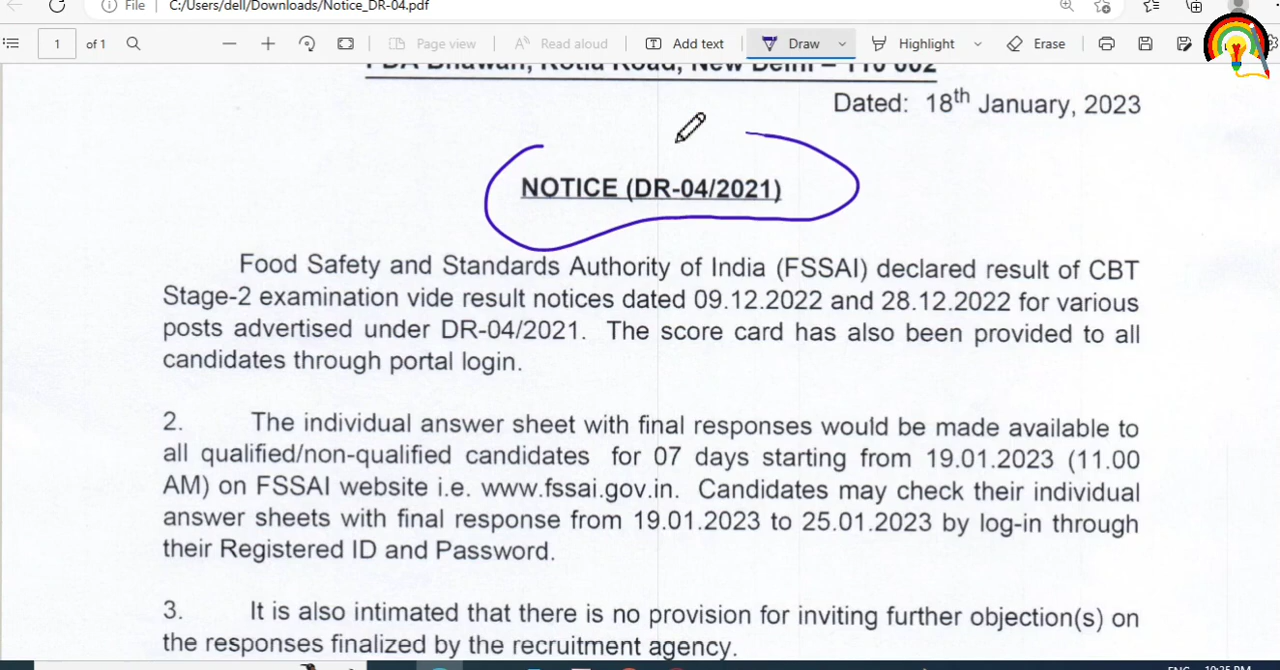 File C:/Users/dell/Downloads/Notice_DR-04.pdf
1 of 1 Page view Read aloud Add text Draw Highlight Erase
FDA Bhawan, Kotla Road, New Delhi – 110 002
Dated: 18th January, 2023
NOTICE (DR-04/2021)
Food Safety and Standards Authority of India (FSSAI) declared result of CBT
Stage-2 examination vide result notices dated 09.12.2022 and 28.12.2022 for various
posts advertised under DR-04/2021. The score card has also been provided to all
candidates through portal login.
2. The individual answer sheet with final responses would be made available to
all qualified/non-qualified candidates for 07 days starting from 19.01.2023 (11.00
AM) on FSSAI website i.e. www.fssai.gov.in. Candidates may check their individual
answer sheets with final response from 19.01.2023 to 25.01.2023 by log-in through
their Registered ID and Password.
3. It is also intimated that there is no provision for inviting further objection(s) on
the responses finalized by the recruitment agency.